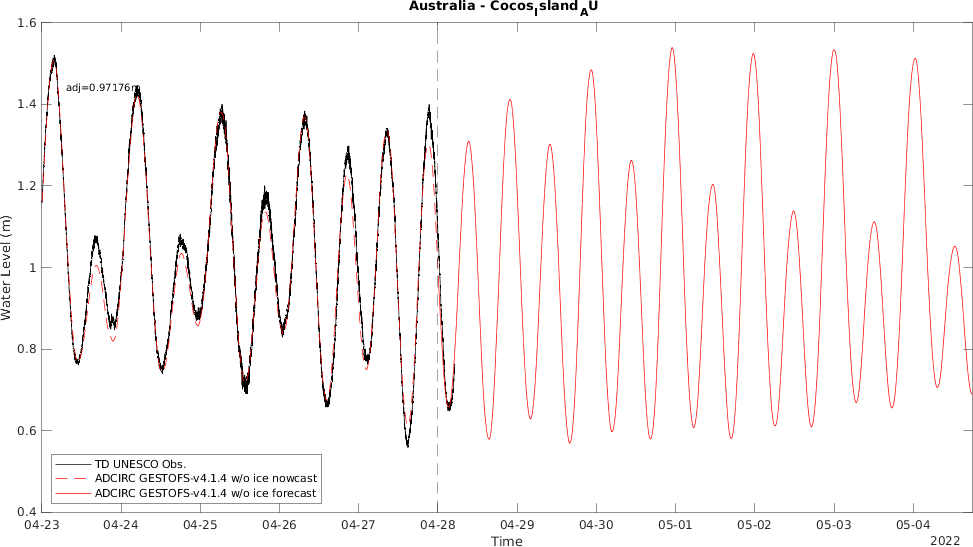 Australia - Cocos_Island_AU
1.6
1.4
1.2
1
0.8
0.6
0.4
Water Level (m)
adj=0.97176m
TD UNESCO Obs.
ADCIRC GESTOFS-v4.1.4 w/o ice nowcast
ADCIRC GESTOFS-v4.1.4 w/o ice forecast
04-23 04-24 04-25 04-26 04-27 04-28 04-29 04-30 05-01 05-02 05-03 05-04
Time
2022